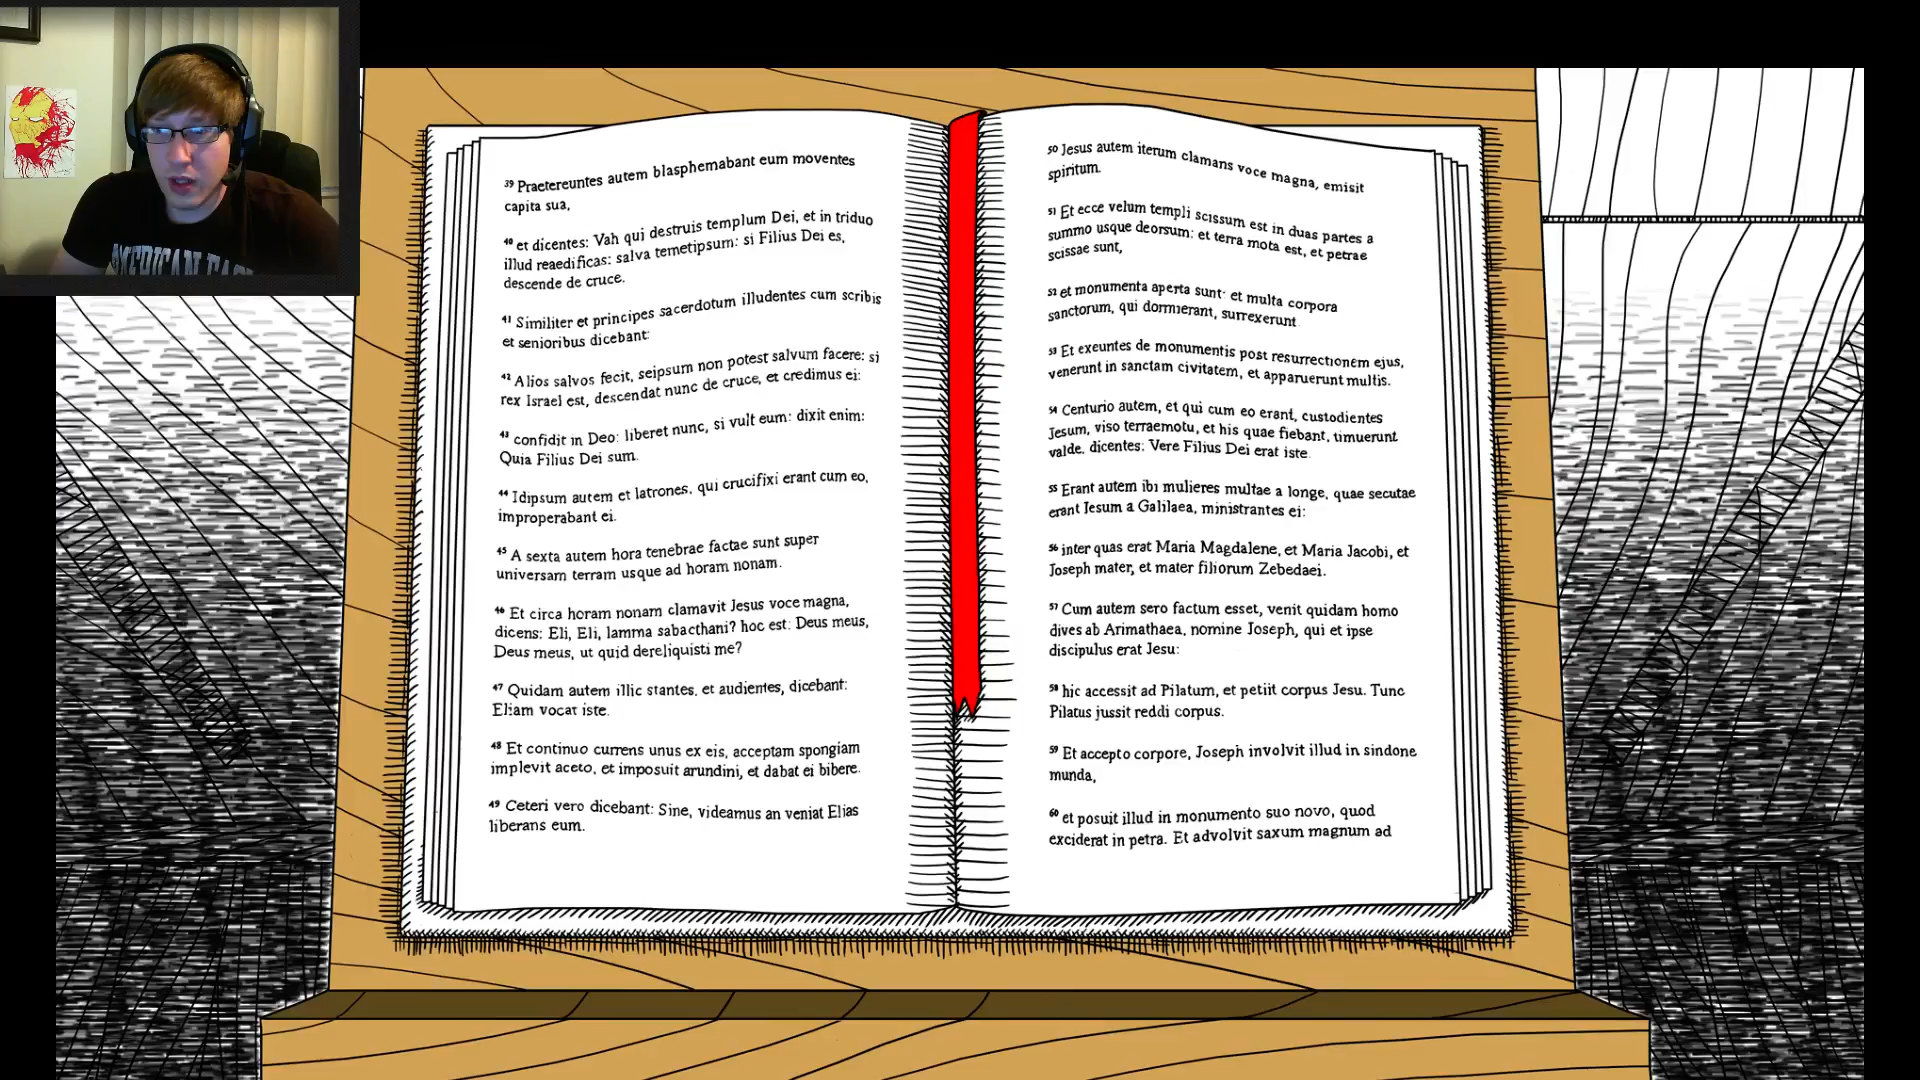 AMERICAN EA
39 Praetereuntes autem blasphemabant eum moventes
capita sua,
40 et dicentes: Vah qui destruis templum Dei, et in triduo
illud reaedificas: salva temetipsum: si Filius Dei es,
descende de cruce.
41 Similiter et principes sacerdotum illudentes cum scribis
et senioribus dicebant:
42 Alios salvos fecit, seipsum non potest salvum facere: si
rex Israel est, descendat nunc de cruce, et credimus ei:
43 confidit in Deo: liberet nunc, si vult eum: dixit enim:
Quia Filius Dei sum.
44 Idipsum autem et latrones, qui crucifixi erant cum eo,
improperabant ei.
45 A sexta autem hora tenebrae factae sunt super
universam terram usque ad horam nonam.
46 Et circa horam nonam clamavit Jesus voce magna,
dicens: Eli, Eli, lamma sabacthani? hoc est: Deus meus,
Deus meus, ut quid dereliquisti me?
47 Quidam autem illic stantes, et audientes, dicebant:
Eliam vocat iste.
48 Et continuo currens unus ex eis, acceptam spongiam
implevit aceto, et imposuit arundini, et dabat ei bibere.
49 Ceteri vero dicebant: Sine, videamus an veniat Elias
liberans eum.
50 Jesus autem iterum clamans voce magna, emisit
spiritum.
51 Et ecce velum templi scissum est in duas partes a
summo usque deorsum: et terra mota est, et petrae
scissae sunt,
52 et monumenta aperta sunt: et multa corpora
sanctorum, qui dormierant, surrexerunt.
53 Et exeuntes de monumentis post resurrectionem ejus,
venerunt in sanctam civitatem, et apparuerunt multis.
54 Centurio autem, et qui cum eo erant, custodientes
Jesum, viso terraemotu, et his quae fiebant, timuerunt
valde, dicentes: Vere Filius Dei erat iste.
55 Erant autem ibi mulieres multae a longe, quae secutae
erant Jesum a Galilaea, ministrantes ei:
56 inter quas erat Maria Magdalene, et Maria Jacobi, et
Joseph mater, et mater filiorum Zebedaei.
57 Cum autem sero factum esset, venit quidam homo
dives ab Arimathaea, nomine Joseph, qui et ipse
discipulus erat Jesu:
58 hic accessit ad Pilatum, et petiit corpus Jesu. Tunc
Pilatus jussit reddi corpus.
59 Et accepto corpore, Joseph involvit illud in sindone
munda,
60 et posuit illud in monumento suo novo, quod
exciderat in petra. Et advolvit saxum magnum ad